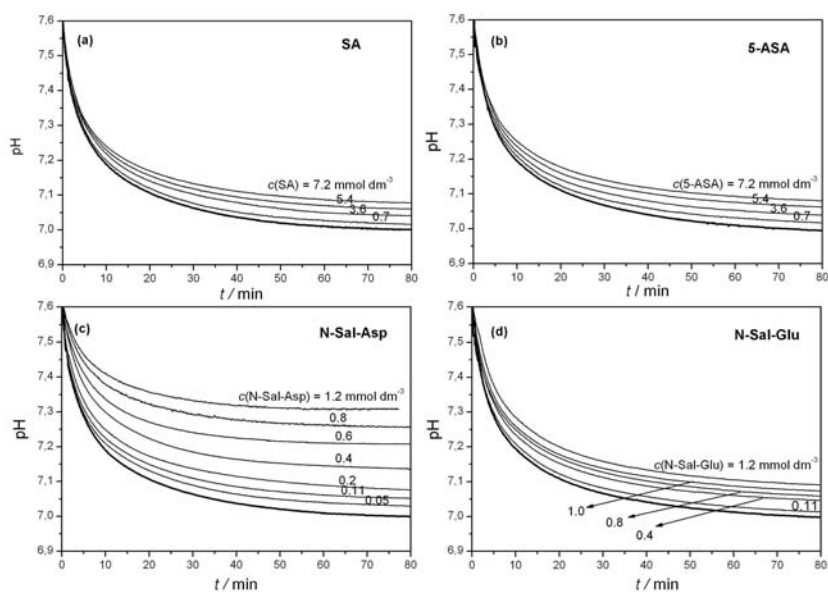 (a)
SA
7,6
7,5
7,4
7,3
7,2
7,1
7,0
6,9
pH
c(SA) = 7.2 mmol dm⁻³
5.4
3.6
0.7
0 10 20 30 40 50 60 70 80
t / min
(b)
5-ASA
7,6
7,5
7,4
7,3
7,2
7,1
7,0
6,9
pH
c(5-ASA) = 7.2 mmol dm⁻³
5.4
3.6
0.7
0 10 20 30 40 50 60 70 80
t / min
(c)
N-Sal-Asp
7,6
7,5
7,4
7,3
7,2
7,1
7,0
6,9
pH
c(N-Sal-Asp) = 1.2 mmol dm⁻³
0.8
0.6
0.4
0.2
0.11
0.05
0 10 20 30 40 50 60 70 80
t / min
(d)
N-Sal-Glu
7,6
7,5
7,4
7,3
7,2
7,1
7,0
6,9
pH
c(N-Sal-Glu) = 1.2 mmol dm⁻³
1.0
0.8
0.4
0.11
0 10 20 30 40 50 60 70 80
t / min